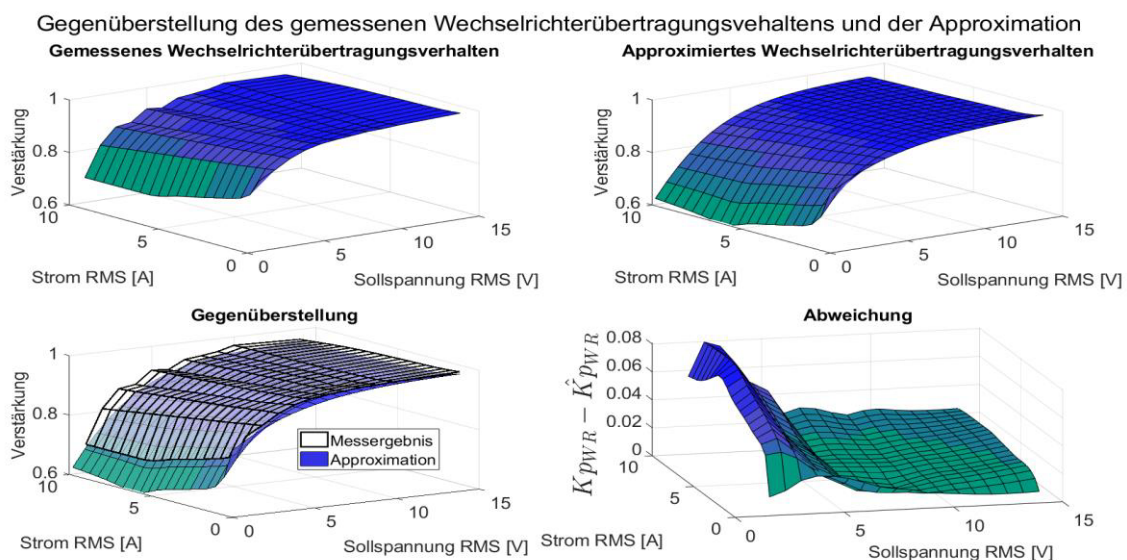 Gegenüberstellung des gemessenen Wechselrichterübertragungsvehaltens und der Approximation
Gemessenes Wechselrichterübertragungsverhalten
Verstärkung
1
0.8
0.6
10
5
0
Strom RMS [A]
0
5
10
15
Sollspannung RMS [V]
Approximiertes Wechselrichterübertragungsverhalten
Verstärkung
1
0.8
0.6
10
5
0
Strom RMS [A]
0
5
10
15
Sollspannung RMS [V]
Gegenüberstellung
Verstärkung
1
0.8
0.6
10
5
0
Strom RMS [A]
0
5
10
15
Sollspannung RMS [V]
Messergebnis
Approximation
Abweichung
Kp_{WR} − K̂p_{WR}
0.08
0.06
0.04
0.02
0
10
5
0
Strom RMS [A]
0
5
10
15
Sollspannung RMS [V]